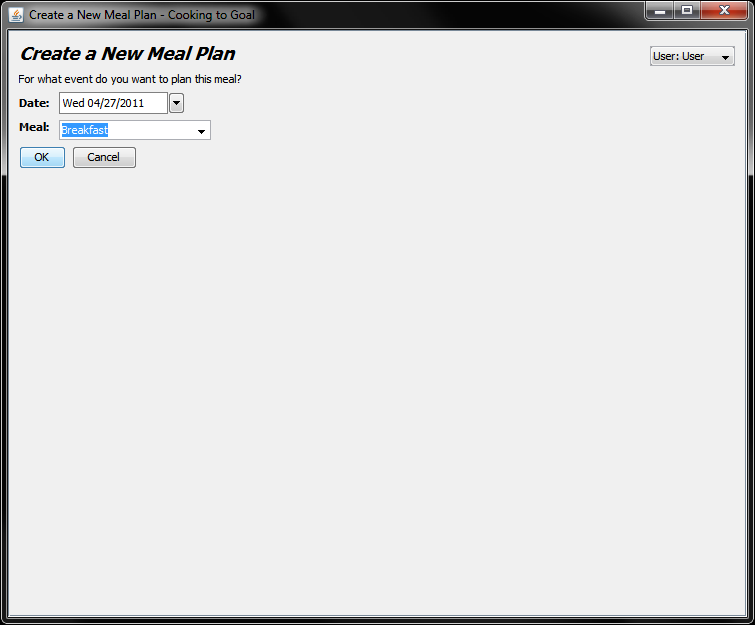 Create a New Meal Plan - Cooking to Goal
Create a New Meal Plan
User: User
For what event do you want to plan this meal?
Date: Wed 04/27/2011
Meal: Breakfast
OK Cancel